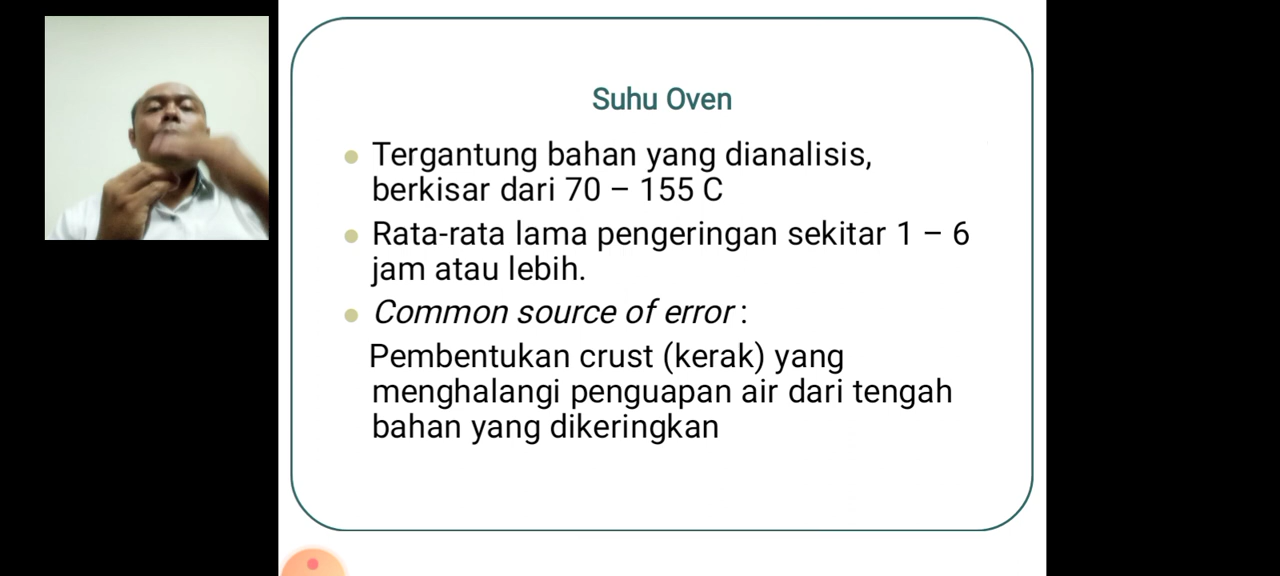 Suhu Oven
Tergantung bahan yang dianalisis,
berkisar dari 70 – 155 C
Rata-rata lama pengeringan sekitar 1 – 6
jam atau lebih.
Common source of error :
Pembentukan crust (kerak) yang
menghalangi penguapan air dari tengah
bahan yang dikeringkan